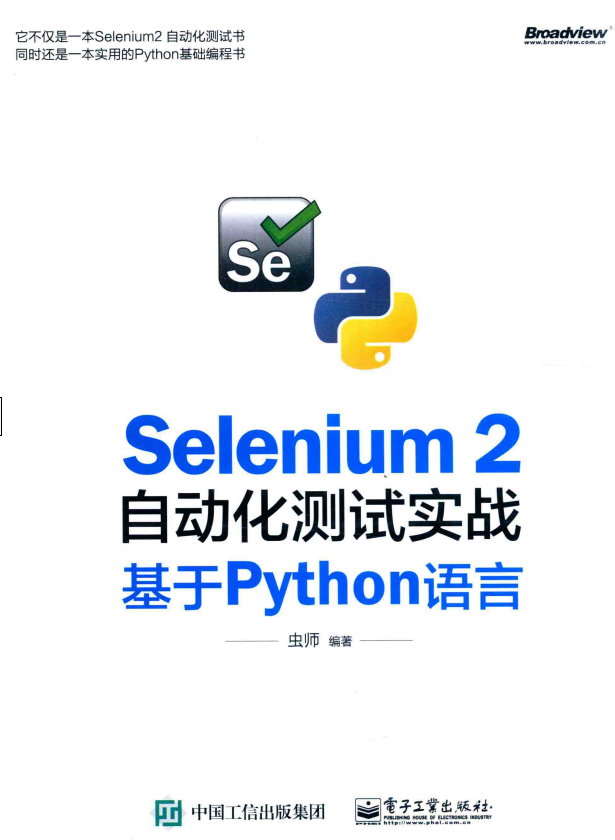 它不仅是一本Selenium2 自动化测试书
同时还是一本实用的Python基础编程书
Broadview
www.broadview.com.cn
Se
Selenium 2
自动化测试实战
基于Python语言
虫师 编著
中国工信出版集团
电子工业出版社
PUBLISHING HOUSE OF ELECTRONICS INDUSTRY
http://www.phei.com.cn